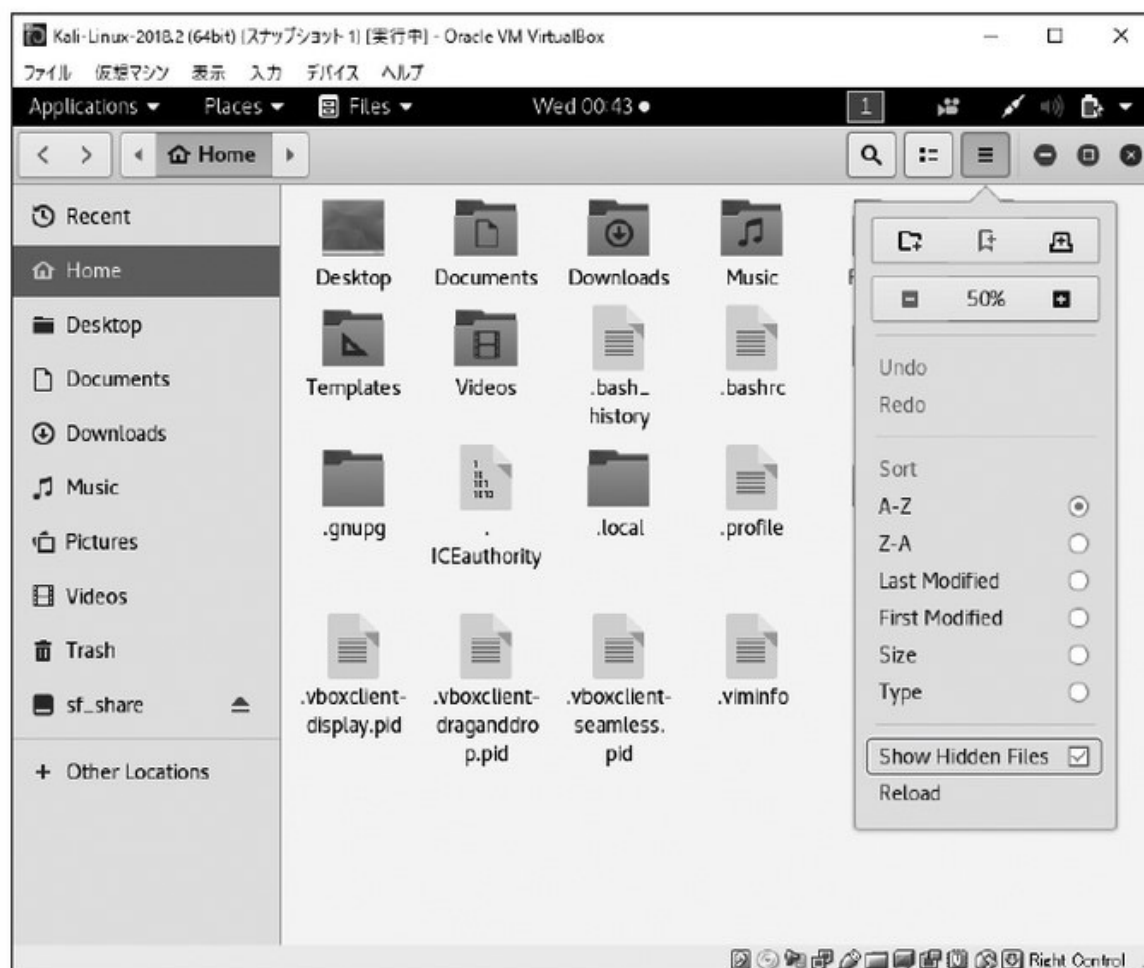 Kali-Linux-2018.2 (64bit) (スナップショット 1) [実行中] - Oracle VM VirtualBox
ファイル 仮想マシン 表示 入力 デバイス ヘルプ
Applications Places Files Wed 00:43 1
Home
Recent
Home
Desktop
Documents
Downloads
Music
Pictures
Videos
Trash
sf_share
+ Other Locations
Desktop Documents Downloads Music
Templates Videos .bash_ .bashrc
history
.gnupg . .local .profile
ICEauthority
.vboxclient- .vboxclient- .vboxclient- .viminfo
display.pid draganddro seamless.
p.pid pid
50%
Undo
Redo
Sort
A-Z
Z-A
Last Modified
First Modified
Size
Type
Show Hidden Files
Reload
Right Control